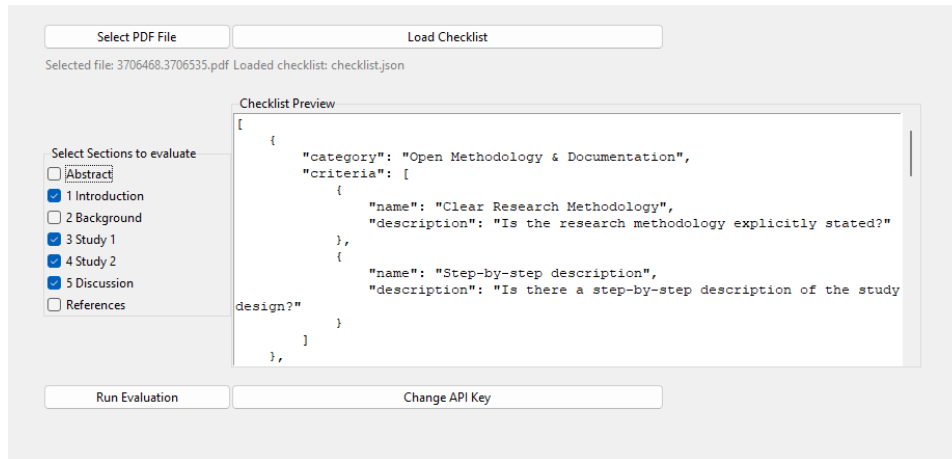 Select PDF File
Load Checklist
Selected file: 3706468.3706535.pdf Loaded checklist: checklist.json
Select Sections to evaluate
Abstract
1 Introduction
2 Background
3 Study 1
4 Study 2
5 Discussion
References
Checklist Preview
[
    {
        "category": "Open Methodology & Documentation",
        "criteria": [
            {
                "name": "Clear Research Methodology",
                "description": "Is the research methodology explicitly stated?"
            },
            {
                "name": "Step-by-step description",
                "description": "Is there a step-by-step description of the study
design?"
            }
        ]
    },
Run Evaluation
Change API Key